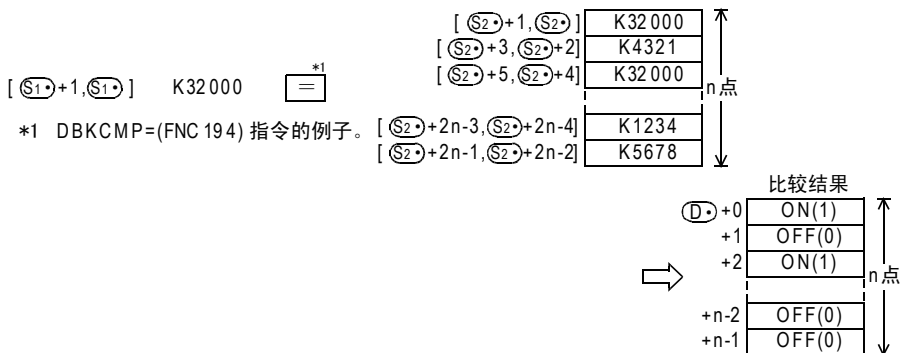 [ (S2•)+1,(S2•) ] K32000
[ (S2•)+3,(S2•)+2] K4321
[ (S2•)+5,(S2•)+4] K32000
n点
[ (S1•)+1,(S1•) ] K32000 = *1
*1 DBKCMP=(FNC 194) 指令的例子。
[ (S2•)+2n-3,(S2•)+2n-4] K1234
[ (S2•)+2n-1,(S2•)+2n-2] K5678
比较结果
(D•) +0 ON(1)
+1 OFF(0)
+2 ON(1)
n点
+n-2 OFF(0)
+n-1 OFF(0)